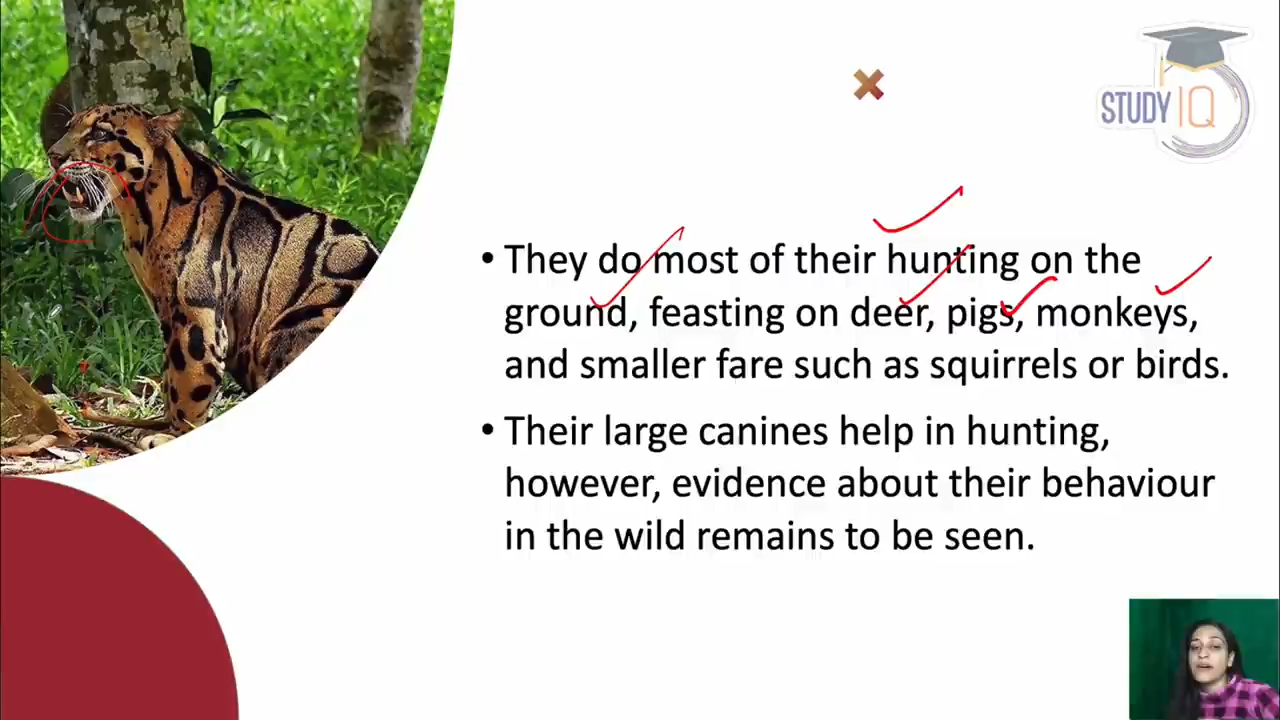 STUDY IQ
• They do most of their hunting on the
ground, feasting on deer, pigs, monkeys,
and smaller fare such as squirrels or birds.
• Their large canines help in hunting,
however, evidence about their behaviour
in the wild remains to be seen.